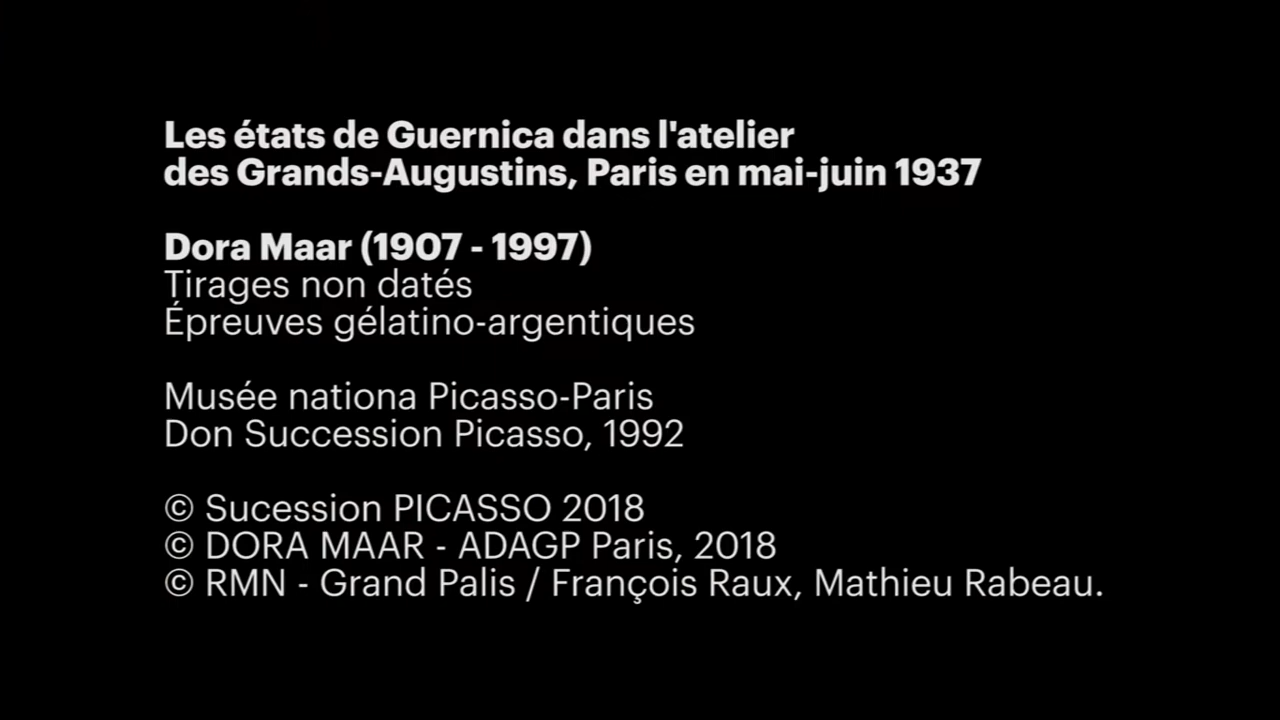 Les états de Guernica dans l'atelier
des Grands-Augustins, Paris en mai-juin 1937
Dora Maar (1907 - 1997)
Tirages non datés
Épreuves gélatino-argentiques
Musée nationa Picasso-Paris
Don Succession Picasso, 1992
© Sucession PICASSO 2018
© DORA MAAR - ADAGP Paris, 2018
© RMN - Grand Palis / François Raux, Mathieu Rabeau.